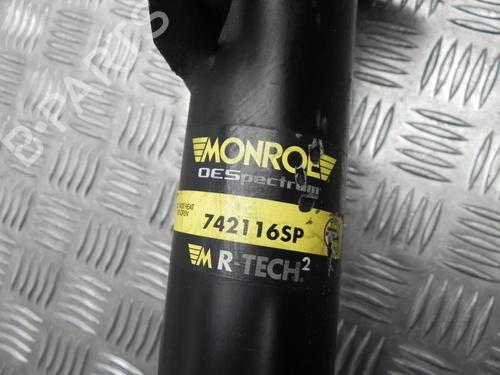 MONROE
OESpectrum
742116SP
M R-TECH²
B-PARTS